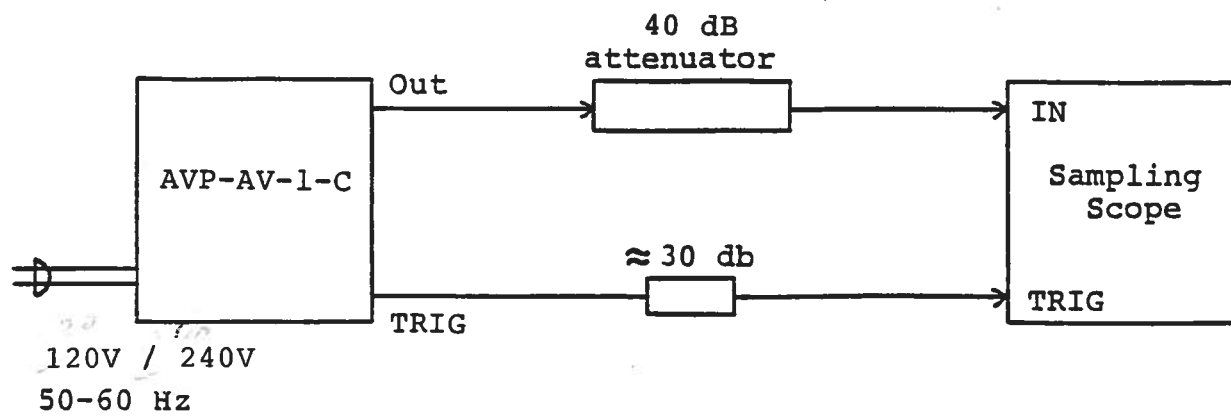 40 dB
attenuator
Out
IN
AVP-AV-1-C
Sampling
Scope
≈ 30 db
TRIG
TRIG
120V / 240V
50-60 Hz